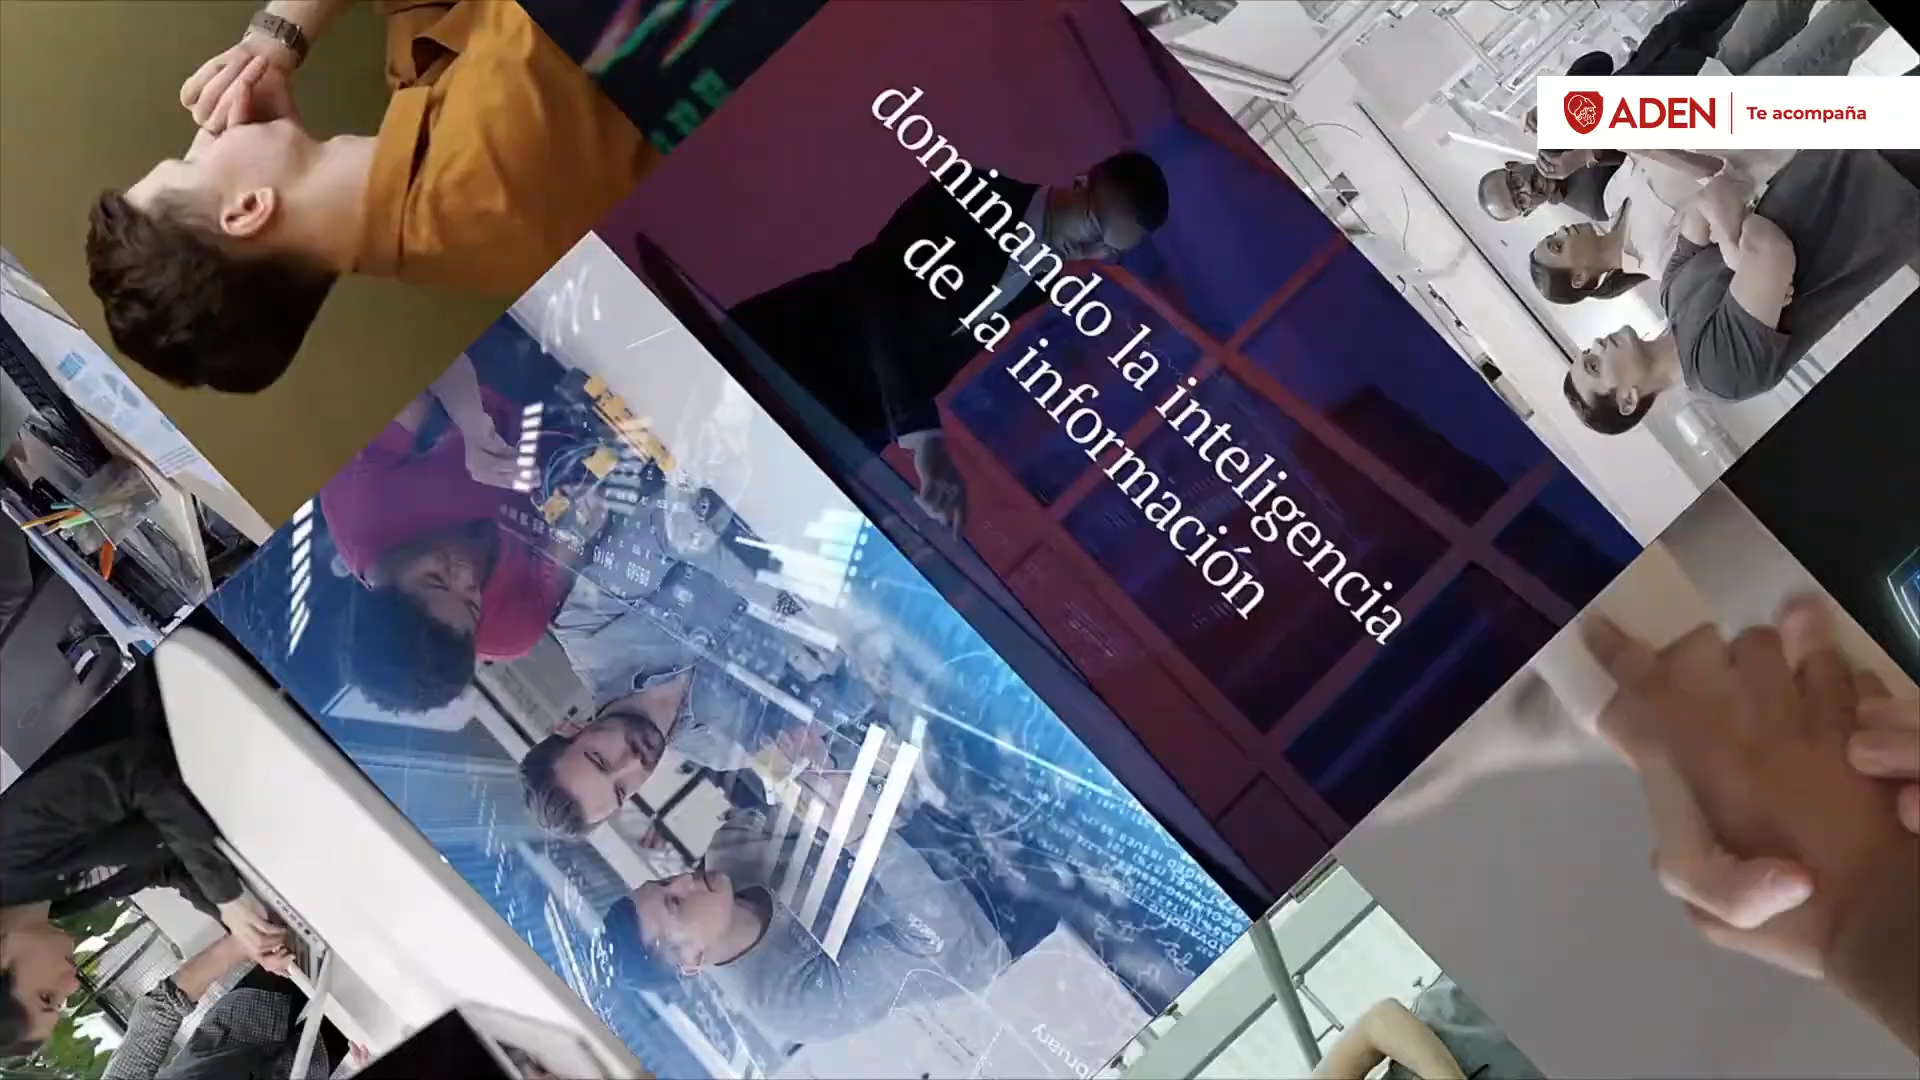 dominando la inteligencia
de la información
ADEN
Te acompaña